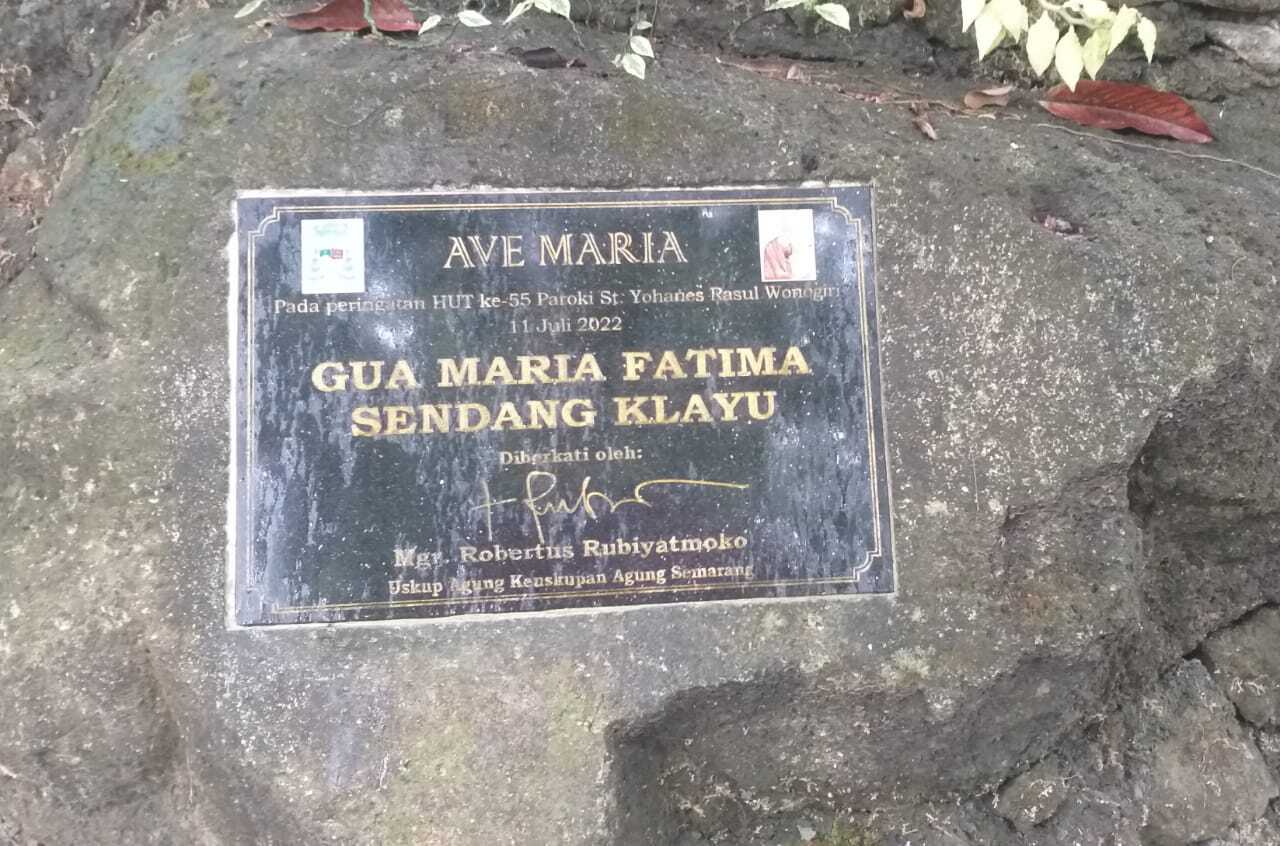 AVE MARIA
Pada peringatan HUT ke-55 Paroki St. Yohanes Rasul Wonogiri
11 Juli 2022
GUA MARIA FATIMA
SENDANG KLAYU
Diberkati oleh:
Mgr. Robertus Rubiyatmoko
Uskup Agung Keuskupan Agung Semarang